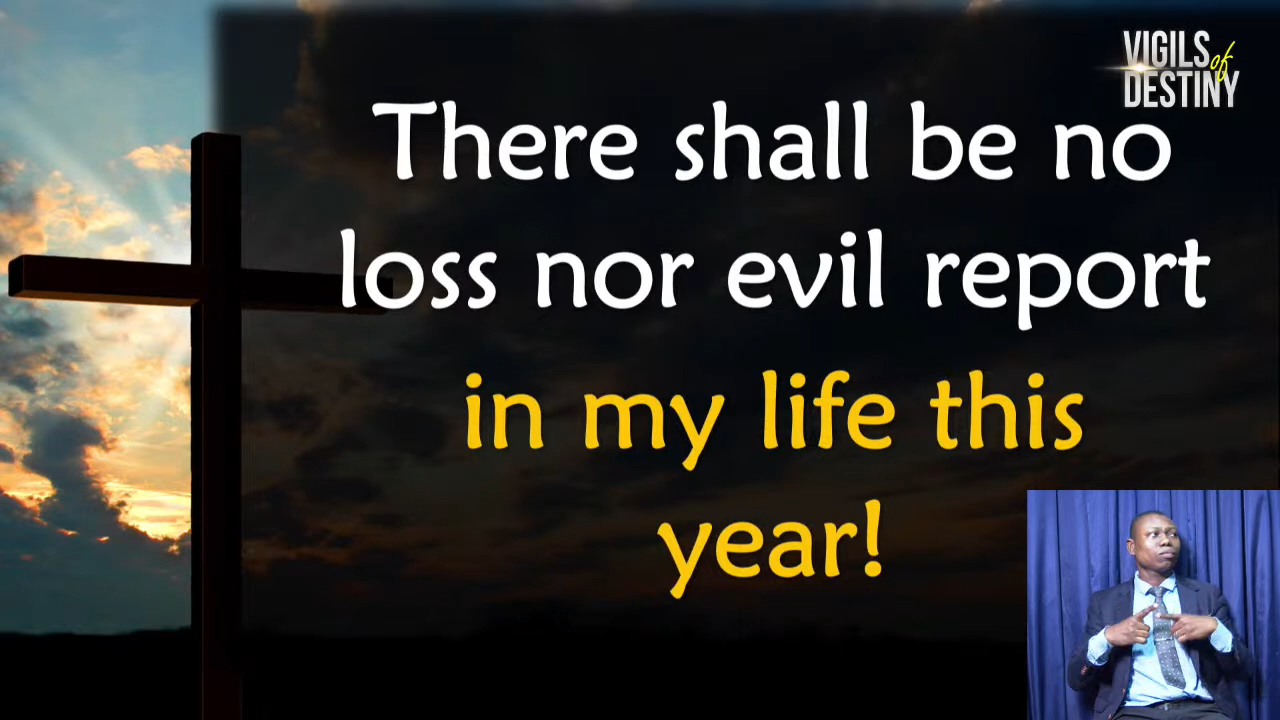 VIGILS of
DESTINY
There shall be no
loss nor evil report
in my life this
year!